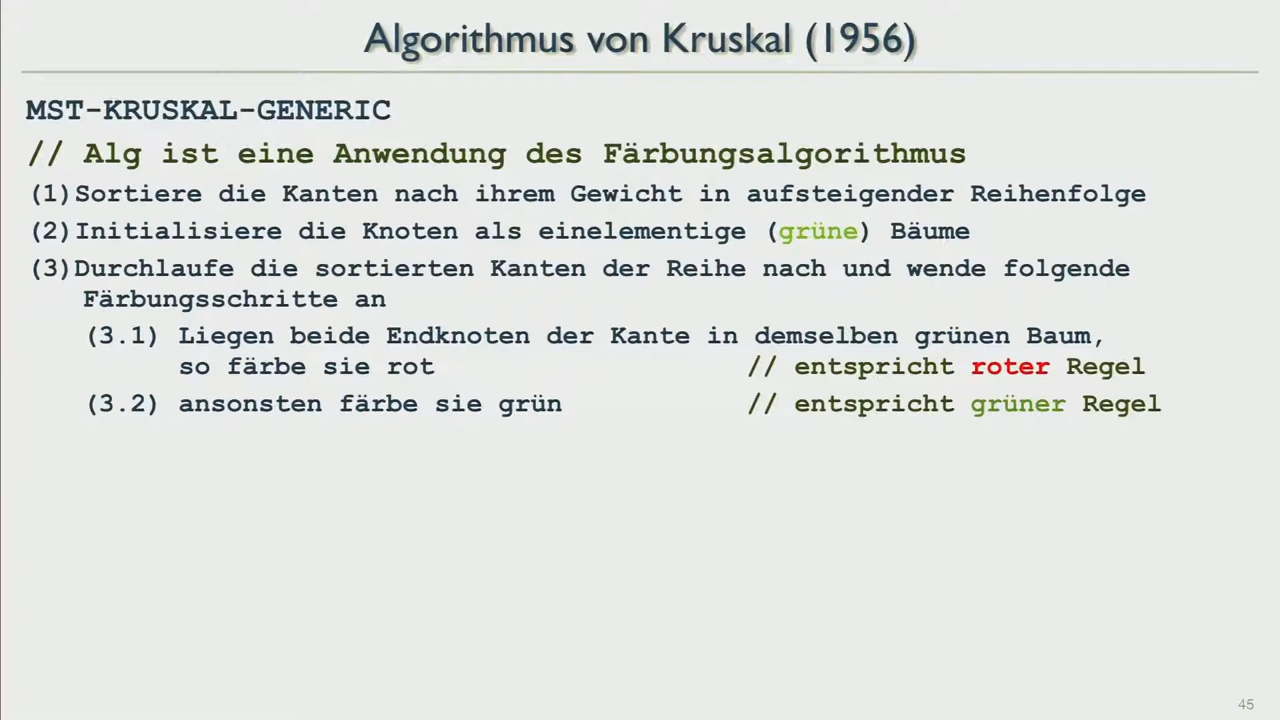 Algorithmus von Kruskal (1956)
MST-KRUSKAL-GENERIC
// Alg ist eine Anwendung des Färbungsalgorithmus
(1)Sortiere die Kanten nach ihrem Gewicht in aufsteigender Reihenfolge
(2)Initialisiere die Knoten als einelementige (grüne) Bäume
(3)Durchlaufe die sortierten Kanten der Reihe nach und wende folgende
Färbungsschritte an
(3.1) Liegen beide Endknoten der Kante in demselben grünen Baum,
so färbe sie rot // entspricht roter Regel
(3.2) ansonsten färbe sie grün // entspricht grüner Regel
45